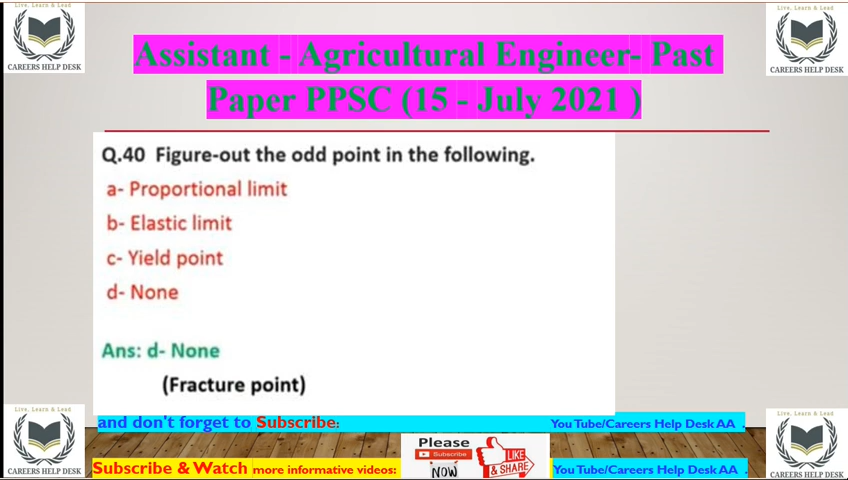 Live, Learn & Lead
CAREERS HELP DESK
Live, Learn & Lead
CAREERS HELP DESK
Assistant - Agricultural Engineer- Past
Paper PPSC (15 - July 2021 )
Q.40 Figure-out the odd point in the following.
a- Proportional limit
b- Elastic limit
c- Yield point
d- None
Ans: d- None
(Fracture point)
Live, Learn & Lead
CAREERS HELP DESK
and don't forget to Subscribe:
You Tube/Careers Help Desk AA .
Live, Learn & Lead
CAREERS HELP DESK
Please
Subscribe
NOW
LIKE
& SHARE
Subscribe & Watch more informative videos:
You Tube/Careers Help Desk AA .